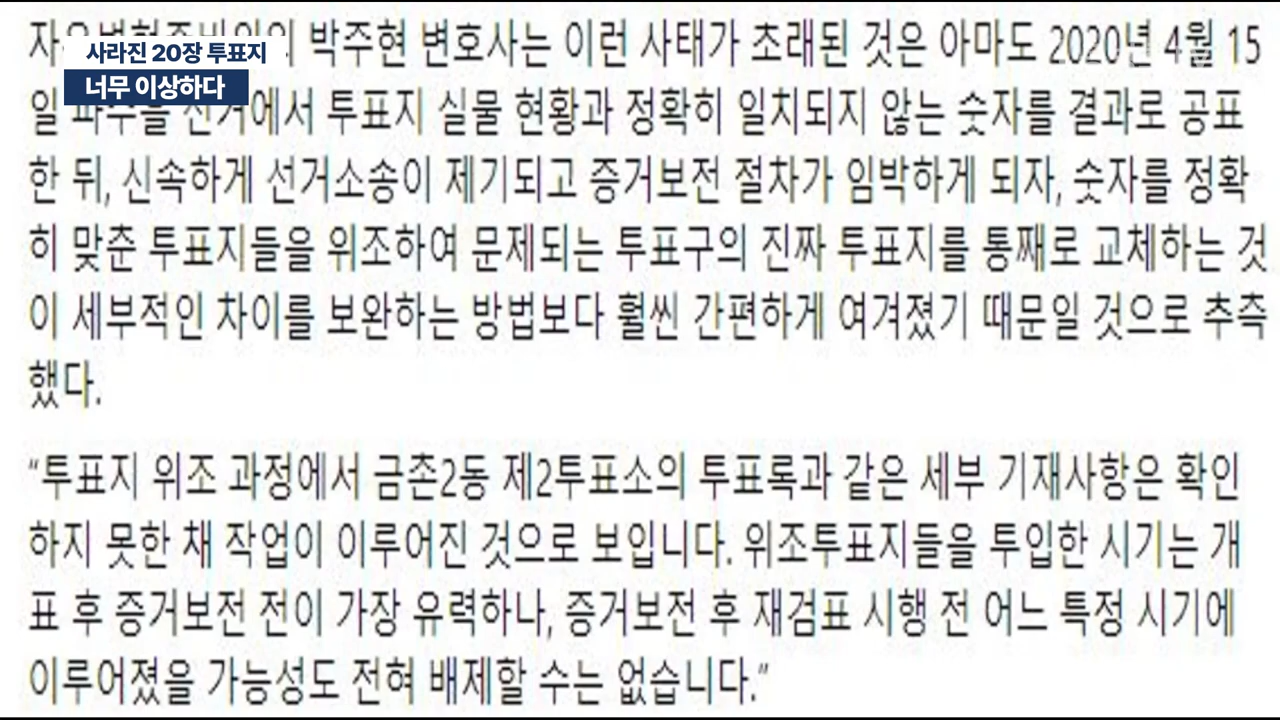 사라진 20장 투표지
너무 이상하다
박주현 변호사는 이런 사태가 초래된 것은 아마도 2020년 4월 15
일 파주을 선거에서 투표지 실물 현황과 정확히 일치되지 않는 숫자를 결과로 공표
한 뒤, 신속하게 선거소송이 제기되고 증거보전 절차가 임박하게 되자, 숫자를 정확
히 맞춘 투표지들을 위조하여 문제되는 투표구의 진짜 투표지를 통째로 교체하는 것
이 세부적인 차이를 보완하는 방법보다 훨씬 간편하게 여겨졌기 때문일 것으로 추측
했다.
“투표지 위조 과정에서 금촌2동 제2투표소의 투표록과 같은 세부 기재사항은 확인
하지 못한 채 작업이 이루어진 것으로 보입니다. 위조투표지들을 투입한 시기는 개
표 후 증거보전 전이 가장 유력하나, 증거보전 후 재검표 시행 전 어느 특정 시기에
이루어졌을 가능성도 전혀 배제할 수는 없습니다.”